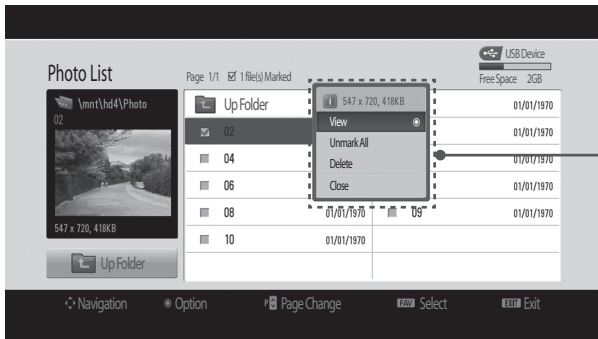 USB Device
Photo List
Page 1/1 ☑ 1 file(s) Marked
Free Space 2GB
\mnt\hd4\Photo
02
547 x 720, 418KB
Up Folder
547 x 720, 418KB
View
Unmark All
Delete
Close
Up Folder
01/01/1970
02
01/01/1970
04
01/01/1970
06
01/01/1970
08
01/01/1970
09
01/01/1970
10
01/01/1970
Navigation
Option
P Page Change
FAV Select
EXIT Exit